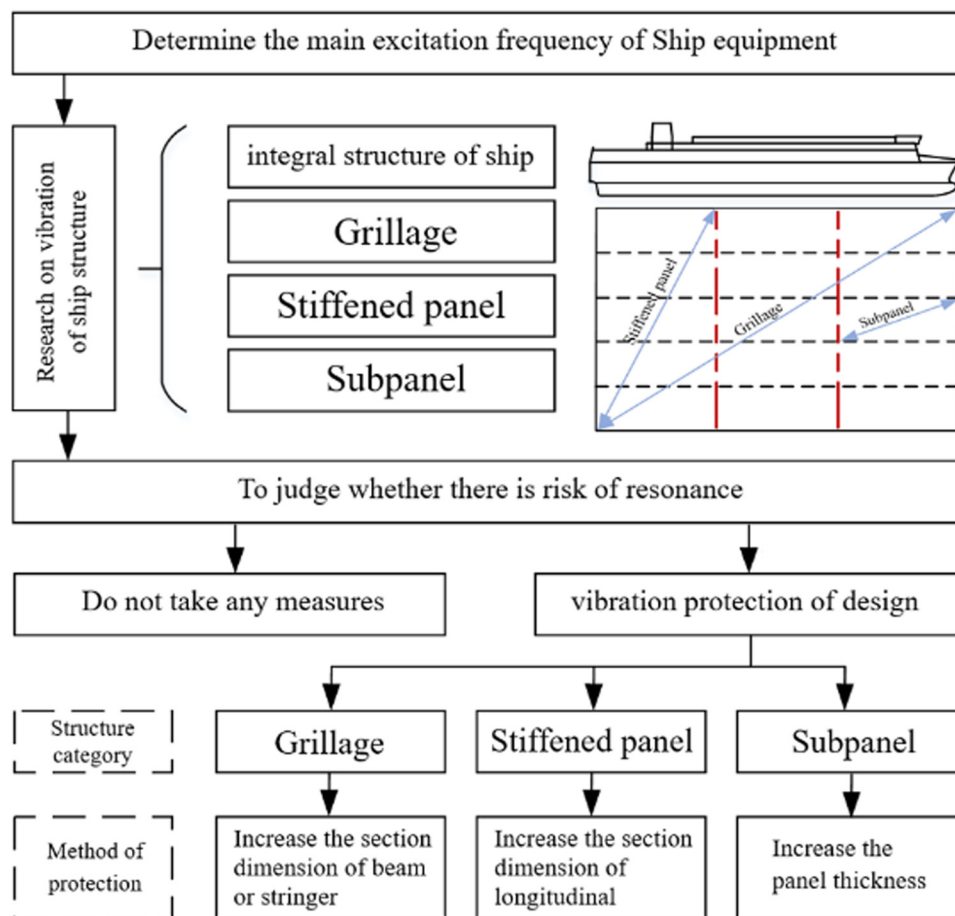 Determine the main excitation frequency of Ship equipment
Research on vibration
of ship structure
integral structure of ship
Grillage
Stiffened panel
Subpanel
Stiffened panel
Grillage
Subpanel
To judge whether there is risk of resonance
Do not take any measures
vibration protection of design
Structure
category
Grillage
Stiffened panel
Subpanel
Method of
protection
Increase the section
dimension of beam
or stringer
Increase the section
dimension of
longitudinal
Increase the
panel thickness